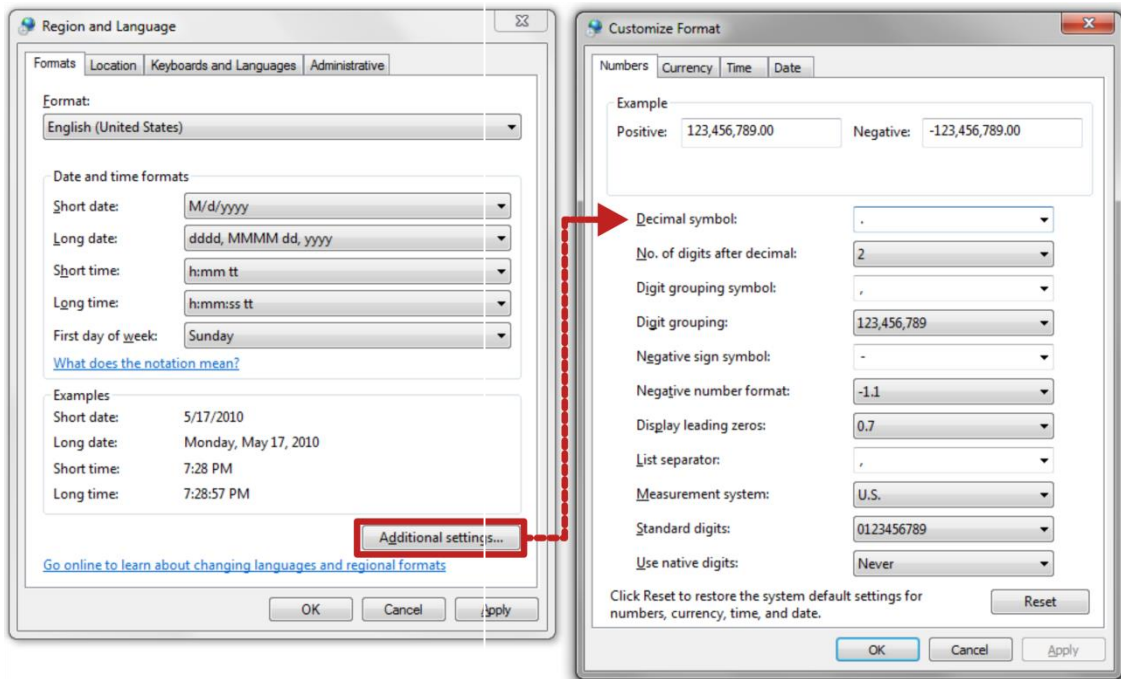 Region and Language
Formats Location Keyboards and Languages Administrative
Format:
English (United States)
Date and time formats
Short date: M/d/yyyy
Long date: dddd, MMMM dd, yyyy
Short time: h:mm tt
Long time: h:mm:ss tt
First day of week: Sunday
What does the notation mean?
Examples
Short date: 5/17/2010
Long date: Monday, May 17, 2010
Short time: 7:28 PM
Long time: 7:28:57 PM
Additional settings...
Go online to learn about changing languages and regional formats
OK Cancel Apply
Customize Format
Numbers Currency Time Date
Example
Positive: 123,456,789.00 Negative: -123,456,789.00
Decimal symbol: .
No. of digits after decimal: 2
Digit grouping symbol: ,
Digit grouping: 123,456,789
Negative sign symbol: -
Negative number format: -1.1
Display leading zeros: 0.7
List separator: ,
Measurement system: U.S.
Standard digits: 0123456789
Use native digits: Never
Click Reset to restore the system default settings for
numbers, currency, time, and date.
Reset
OK Cancel Apply